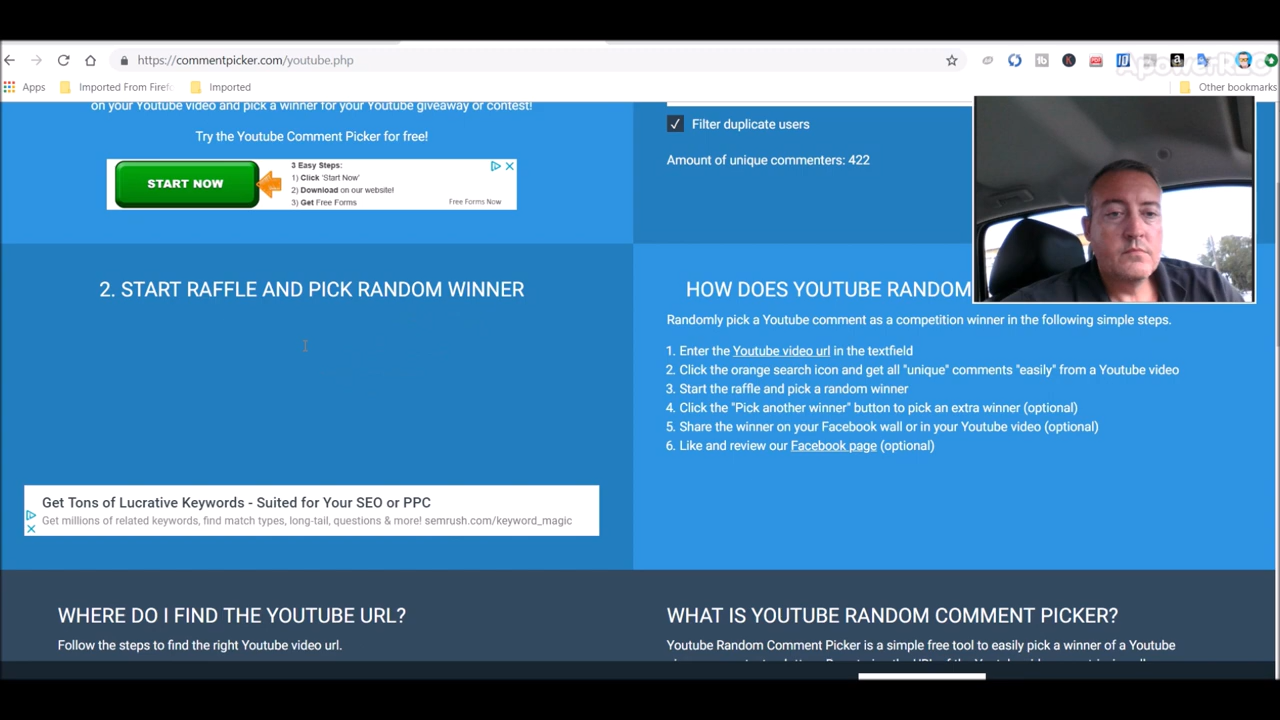 https://commentpicker.com/youtube.php
ApowerREC
Apps
Imported From Firefo
Imported
Other bookmarks
on your Youtube video and pick a winner for your Youtube giveaway or contest!
Try the Youtube Comment Picker for free!
START NOW
3 Easy Steps:
1) Click 'Start Now'
2) Download on our website!
3) Get Free Forms
Free Forms Now
Filter duplicate users
Amount of unique commenters: 422
2. START RAFFLE AND PICK RANDOM WINNER
Get Tons of Lucrative Keywords - Suited for Your SEO or PPC
Get millions of related keywords, find match types, long-tail, questions & more! semrush.com/keyword_magic
HOW DOES YOUTUBE RANDOM
Randomly pick a Youtube comment as a competition winner in the following simple steps.
1. Enter the Youtube video url in the textfield
2. Click the orange search icon and get all "unique" comments "easily" from a Youtube video
3. Start the raffle and pick a random winner
4. Click the "Pick another winner" button to pick an extra winner (optional)
5. Share the winner on your Facebook wall or in your Youtube video (optional)
6. Like and review our Facebook page (optional)
WHERE DO I FIND THE YOUTUBE URL?
Follow the steps to find the right Youtube video url.
WHAT IS YOUTUBE RANDOM COMMENT PICKER?
Youtube Random Comment Picker is a simple free tool to easily pick a winner of a Youtube